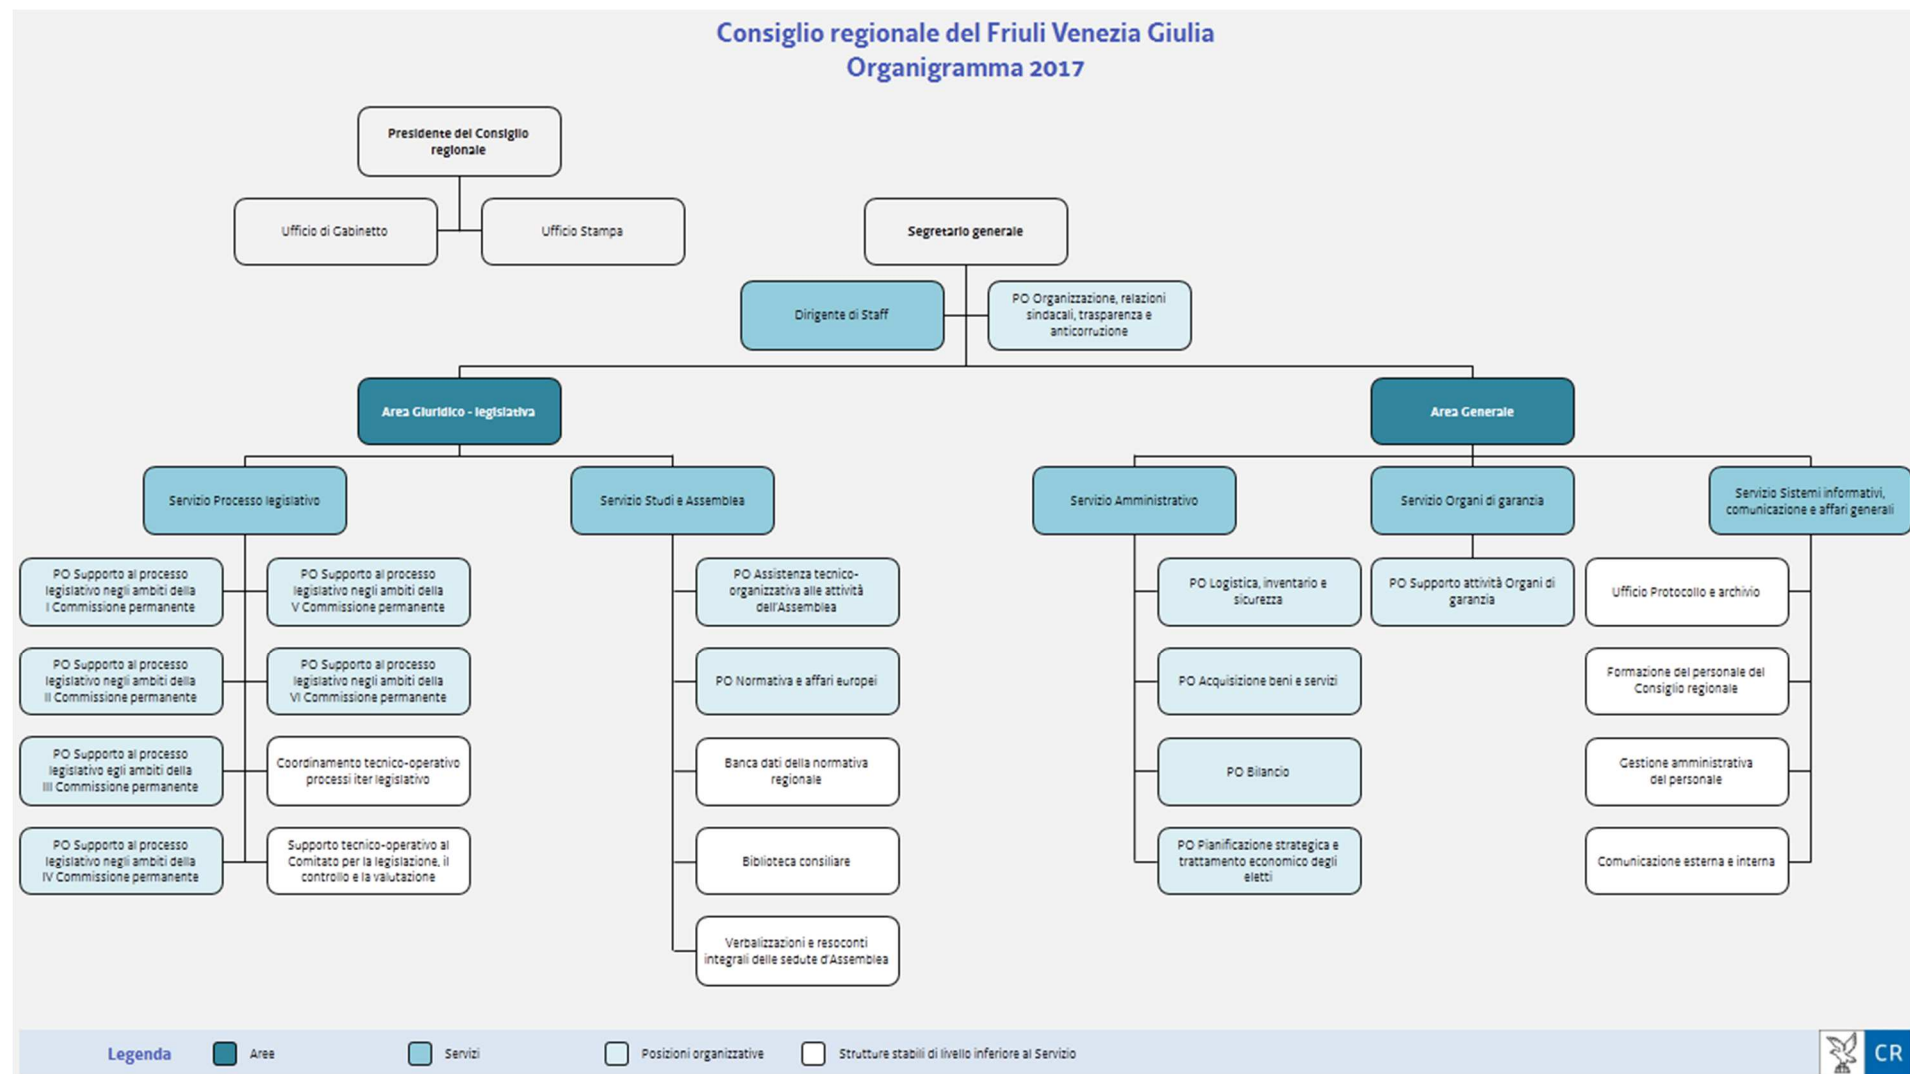 Consiglio regionale del Friuli Venezia Giulia
Organigramma 2017
Presidente del Consiglio
regionale
Ufficio di Gabinetto
Ufficio Stampa
Segretario generale
Dirigente di Staff
PO Organizzazione, relazioni
sindacali, trasparenza e
anticorruzione
Area Giuridico - legislativa
Area Generale
Servizio Processo legislativo
Servizio Studi e Assemblea
Servizio Amministrativo
Servizio Organi di garanzia
Servizio Sistemi informativi,
comunicazione e affari generali
PO Supporto al processo
legislativo negli ambiti della
I Commissione permanente
PO Supporto al processo
legislativo negli ambiti della
V Commissione permanente
PO Supporto al processo
legislativo negli ambiti della
II Commissione permanente
PO Supporto al processo
legislativo negli ambiti della
VI Commissione permanente
PO Supporto al processo
legislativo egli ambiti della
III Commissione permanente
Coordinamento tecnico-operativo
processi iter legislativo
PO Supporto al processo
legislativo negli ambiti della
IV Commissione permanente
Supporto tecnico-operativo al
Comitato per la legislazione, il
controllo e la valutazione
PO Assistenza tecnico-
organizzativa alle attività
dell'Assemblea
PO Normativa e affari europei
Banca dati della normativa
regionale
Biblioteca consiliare
Verbalizzazioni e resoconti
integrali delle sedute d'Assemblea
PO Logistica, inventario e
sicurezza
PO Acquisizione beni e servizi
PO Bilancio
PO Pianificazione strategica e
trattamento economico degli
eletti
PO Supporto attività Organi di
garanzia
Ufficio Protocollo e archivio
Formazione del personale del
Consiglio regionale
Gestione amministrativa
del personale
Comunicazione esterna e interna
Legenda
Aree
Servizi
Posizioni organizzative
Strutture stabili di livello inferiore al Servizio
CR